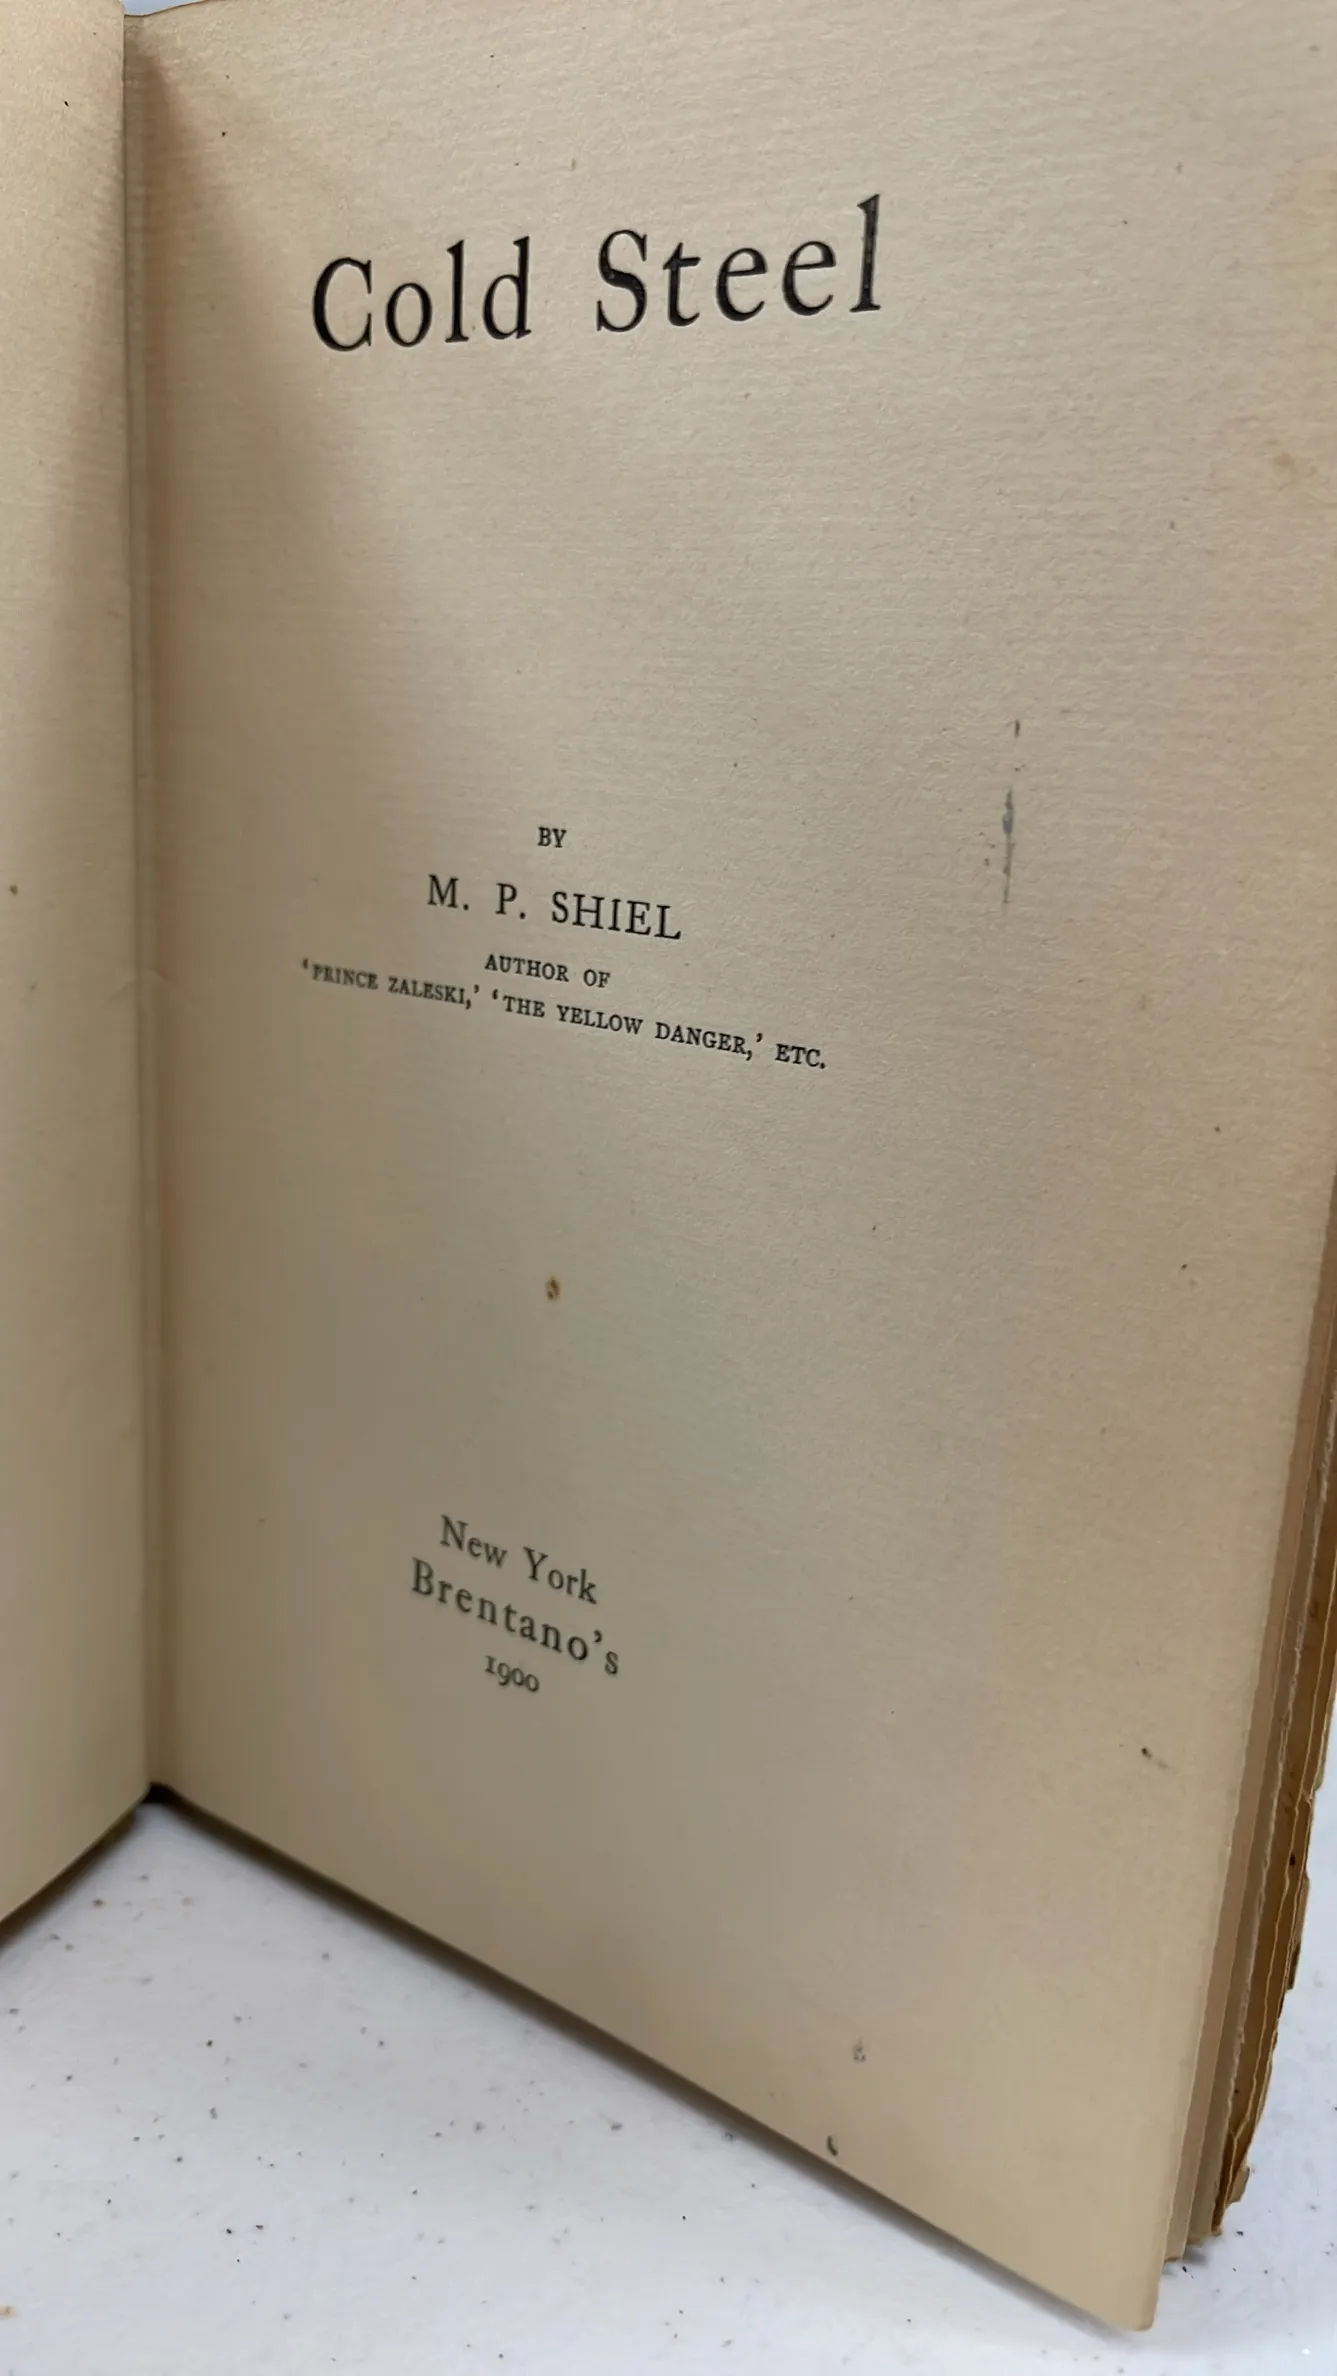 Cold Steel
BY
M. P. SHIEL
AUTHOR OF
‘PRINCE ZALESKI,’ ‘THE YELLOW DANGER,’ ETC.
New York
Brentano’s
1900